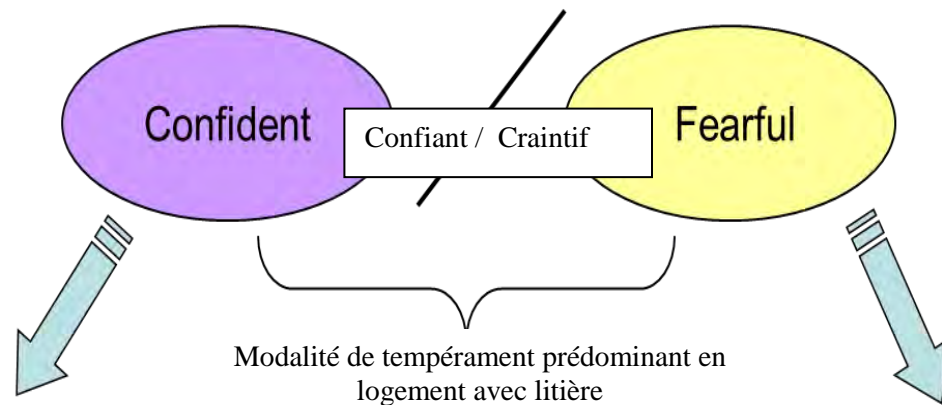 Confident
Confiant / Craintif
Fearful
Modalité de tempérament prédominant en
logement avec litière